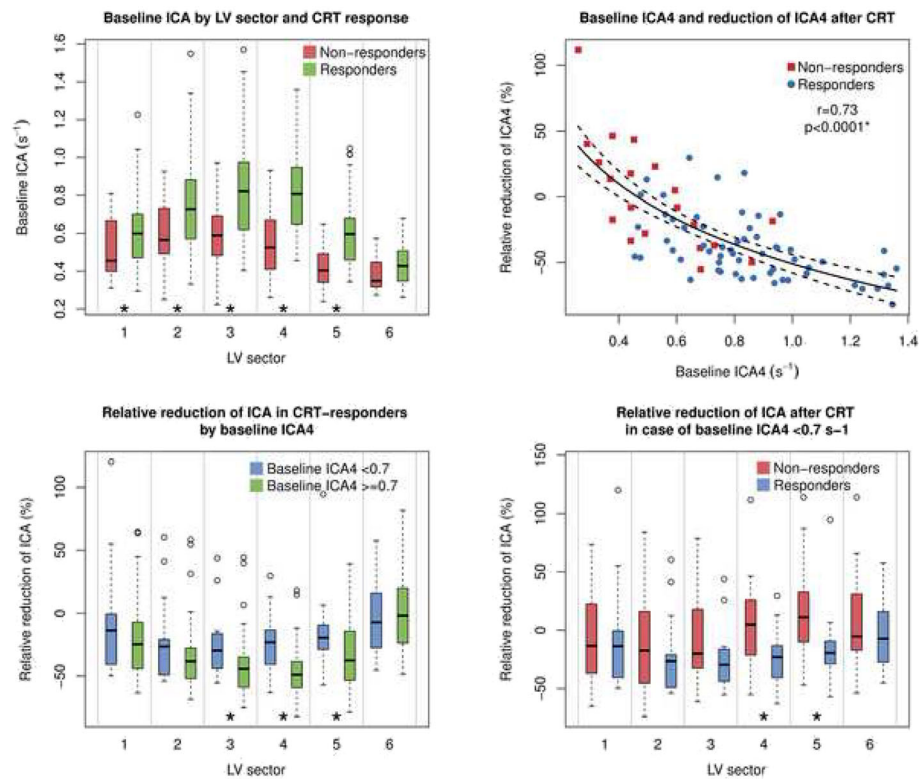 Baseline ICA by LV sector and CRT response
Non−responders
Responders
Baseline ICA (s−1)
0.2 0.4 0.6 0.8 1.0 1.2 1.4 1.6
* * * * *
1 2 3 4 5 6
LV sector
Baseline ICA4 and reduction of ICA4 after CRT
Non−responders
Responders
r=0.73
p<0.0001*
Relative reduction of ICA4 (%)
−50 0 50 100
0.4 0.6 0.8 1.0 1.2 1.4
Baseline ICA4 (s−1)
Relative reduction of ICA in CRT−responders
by baseline ICA4
Baseline ICA4 <0.7
Baseline ICA4 >=0.7
Relative reduction of ICA (%)
−50 0 50 100
* * *
1 2 3 4 5 6
LV sector
Relative reduction of ICA after CRT
in case of baseline ICA4 <0.7 s−1
Non−responders
Responders
Relative reduction of ICA (%)
−50 0 50 100 150
* *
1 2 3 4 5 6
LV sector